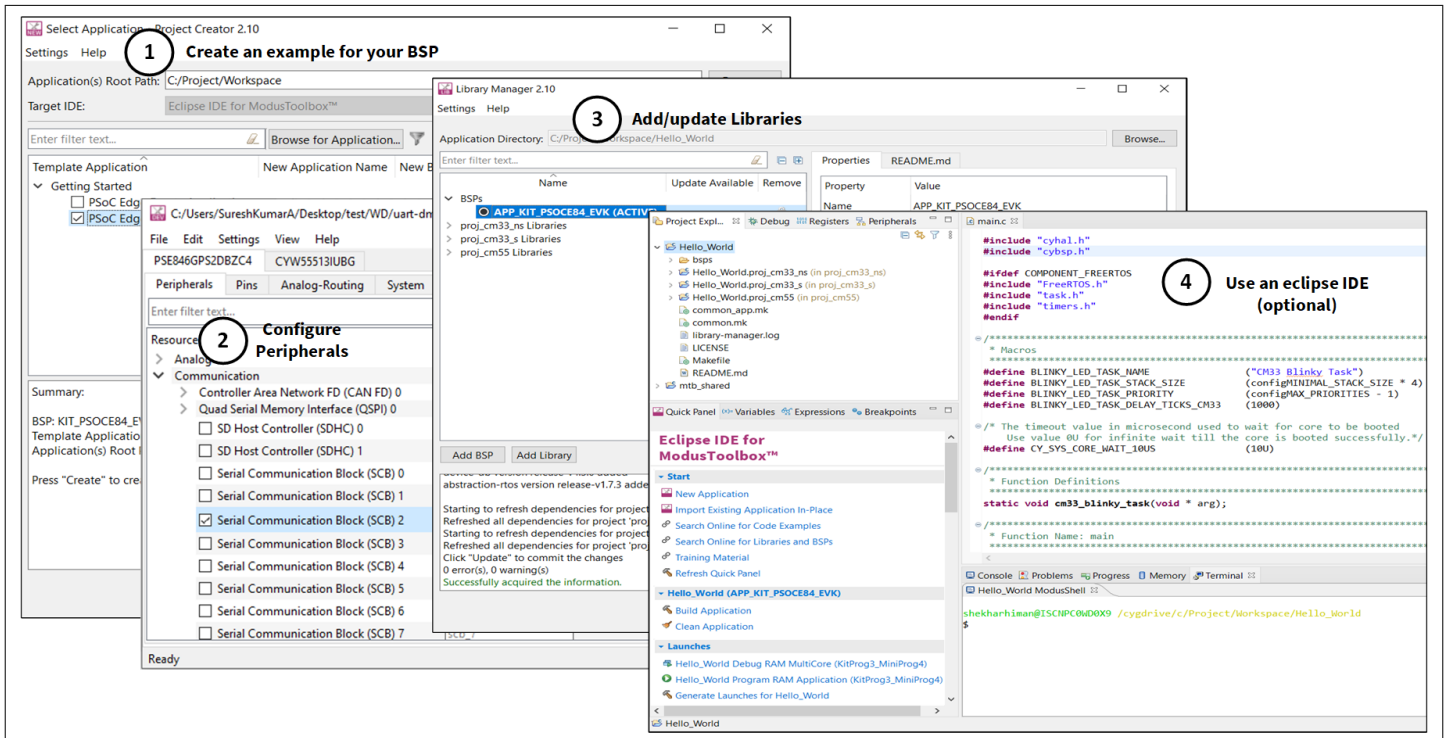 Select Application - Project Creator 2.10
Settings Help
1
Create an example for your BSP
Application(s) Root Path: C:/Project/Workspace
Target IDE: Eclipse IDE for ModusToolbox™
Enter filter text...
Browse for Application...
Template Application New Application Name New B
Getting Started
PSoC Edg
PSoC Edg
Summary:
BSP: KIT_PSOCE84_EV
Template Applicatio
Application(s) Root
Press "Create" to crea
C:/Users/SureshKumarA/Desktop/test/WD/uart-dm
File Edit Settings View Help
PSE846GPS2DBZC4 CYW55513IUBG
Peripherals Pins Analog-Routing System
Enter filter text...
2
Configure
Peripherals
Resource
Analog
Communication
Controller Area Network FD (CAN FD) 0
Quad Serial Memory Interface (QSPI) 0
SD Host Controller (SDHC) 0
SD Host Controller (SDHC) 1
Serial Communication Block (SCB) 0
Serial Communication Block (SCB) 1
Serial Communication Block (SCB) 2
Serial Communication Block (SCB) 3
Serial Communication Block (SCB) 4
Serial Communication Block (SCB) 5
Serial Communication Block (SCB) 6
Serial Communication Block (SCB) 7 scb_7
Ready
Library Manager 2.10
Settings Help
3
Add/update Libraries
Application Directory: C:/Project/Workspace/Hello_World
Browse...
Enter filter text...
Name Update Available Remove
BSPs
APP_KIT_PSOCE84_EVK (ACTIVE)
proj_cm33_ns Libraries
proj_cm33_s Libraries
proj_cm55 Libraries
Properties README.md
Property Value
Name APP_KIT_PSOCE84_EVK
Add BSP Add Library
abstraction-rtos version release-v1.7.3 adde
Starting to refresh dependencies for project
Refreshed all dependencies for project 'proj
Starting to refresh dependencies for project
Refreshed all dependencies for project 'proj
Click "Update" to commit the changes
0 error(s), 0 warning(s)
Successfully acquired the information.
Project Expl... Debug Registers Peripherals
Hello_World
bsps
Hello_World.proj_cm33_ns (in proj_cm33_ns)
Hello_World.proj_cm33_s (in proj_cm33_s)
Hello_World.proj_cm55 (in proj_cm55)
common_app.mk
common.mk
library-manager.log
LICENSE
Makefile
README.md
mtb_shared
Quick Panel Variables Expressions Breakpoints
Eclipse IDE for
ModusToolbox™
Start
New Application
Import Existing Application In-Place
Search Online for Code Examples
Search Online for Libraries and BSPs
Training Material
Refresh Quick Panel
Hello_World (APP_KIT_PSOCE84_EVK)
Build Application
Clean Application
Launches
Hello_World Debug RAM MultiCore (KitProg3_MiniProg4)
Hello_World Program RAM Application (KitProg3_MiniProg4)
Generate Launches for Hello_World
Hello_World
main.c
#include "cyhal.h"
#include "cybsp.h"
#ifdef COMPONENT_FREERTOS
#include "FreeRTOS.h"
#include "task.h"
#include "timers.h"
#endif
4
Use an eclipse IDE
(optional)
/*******************************************************
* Macros
*******************************************************
#define BLINKY_LED_TASK_NAME ("CM33 Blinky Task")
#define BLINKY_LED_TASK_STACK_SIZE (configMINIMAL_STACK_SIZE * 4)
#define BLINKY_LED_TASK_PRIORITY (configMAX_PRIORITIES - 1)
#define BLINKY_LED_TASK_DELAY_TICKS_CM33 (1000)
/* The timeout value in microsecond used to wait for core to be booted
Use value 0U for infinite wait till the core is booted successfully.*/
#define CY_SYS_CORE_WAIT_10US (10U)
/*******************************************************
* Function Definitions
*******************************************************
static void cm33_blinky_task(void * arg);
/*******************************************************
* Function Name: main
*******************************************************
Console Problems Progress Memory Terminal
Hello_World ModusShell
shekharhiman@ISCNPC0WD0X9 /cygdrive/c/Project/Workspace/Hello_World
$